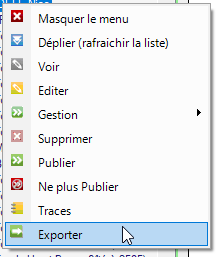 Masquer le menu
Déplier (rafraichir la liste)
Voir
Editer
Gestion
Supprimer
Publier
Ne plus Publier
Traces
Exporter